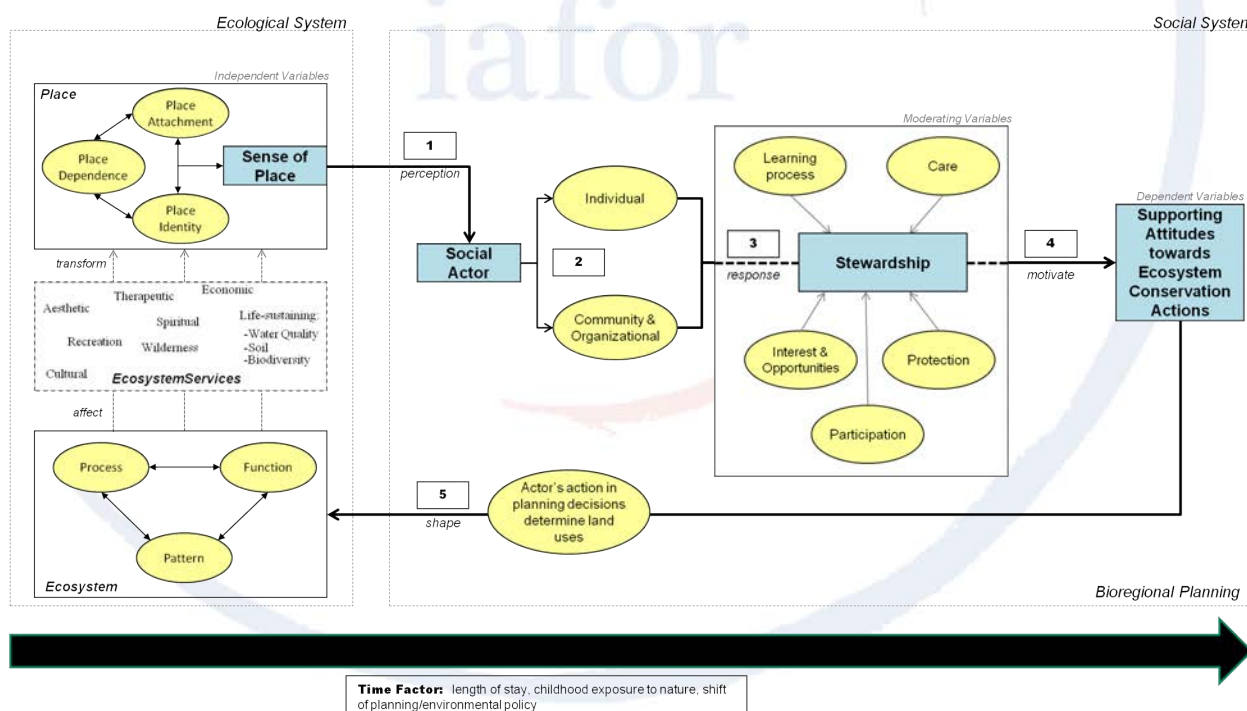 Ecological System
Social System
iafor
Independent Variables
Place
Place
Attachment
Place
Dependence
Sense of
Place
Place
Identity
transform
Aesthetic
Therapeutic
Economic
Spiritual
Life-sustaining:
-Water Quality
-Soil
-Biodiversity
Recreation
Wilderness
Cultural
EcosystemServices
affect
Process
Function
Pattern
Ecosystem
1
perception
Social
Actor
2
Individual
Community &
Organizational
3
response
Moderating Variables
Learning
process
Care
Stewardship
Interest &
Opportunities
Protection
Participation
4
motivate
Dependent Variables
Supporting
Attitudes
towards
Ecosystem
Conservation
Actions
5
shape
Actor's action in
planning decisions
determine land
uses
Bioregional Planning
Time Factor: length of stay, childhood exposure to nature, shift
of planning/environmental policy